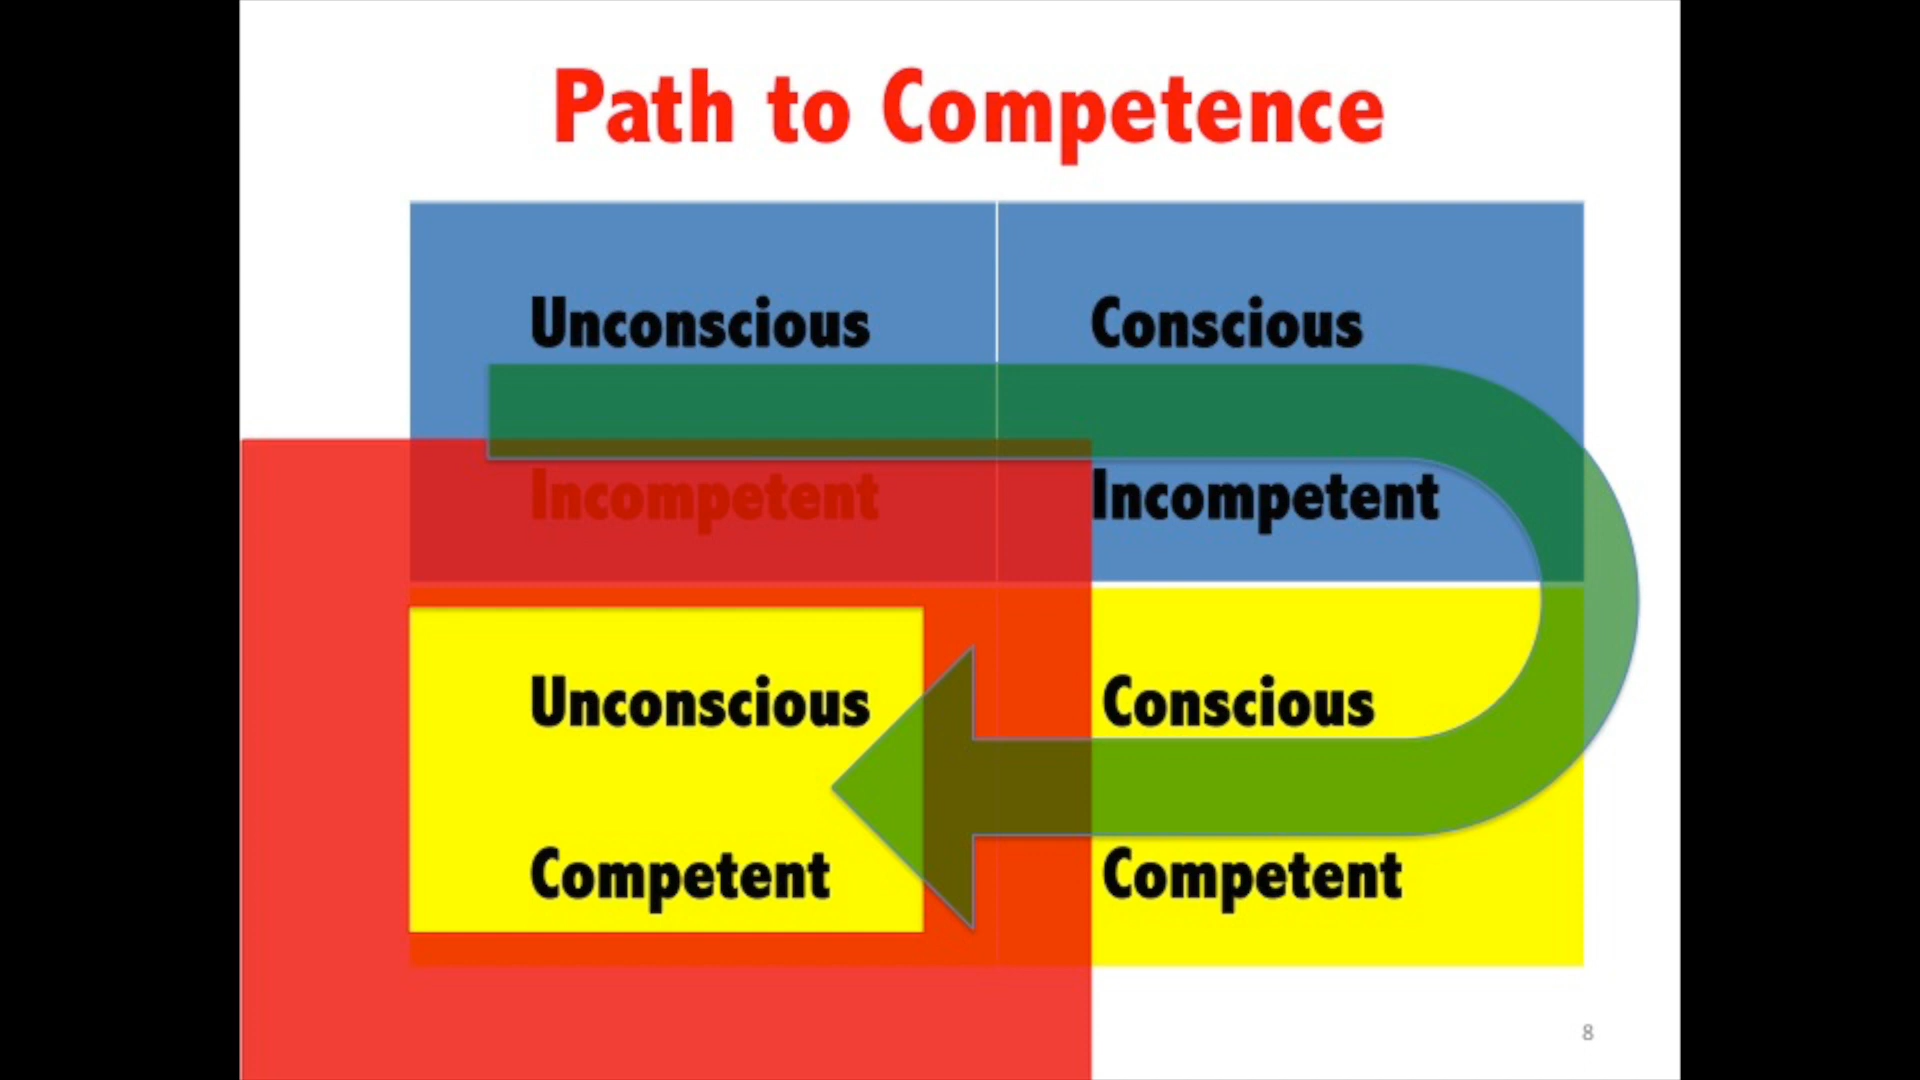 Path to Competence
Unconscious
Conscious
Incompetent
Incompetent
Unconscious
Conscious
Competent
Competent
8